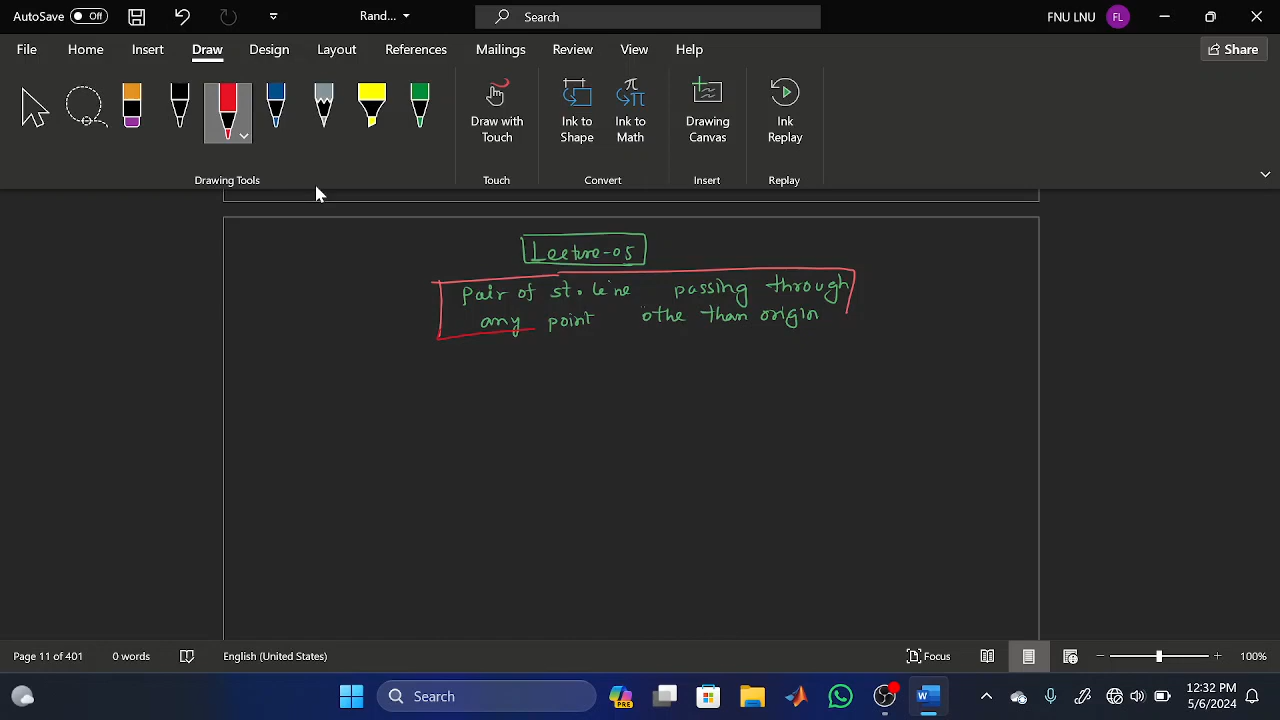 AutoSave Off Rand... Search FNU LNU FL
File Home Insert Draw Design Layout References Mailings Review View Help Share
Draw with Touch Ink to Shape Ink to Math Drawing Canvas Ink Replay
Drawing Tools Touch Convert Insert Replay
Lecture-05
Pair of st. line passing through
any point othe than origin
Page 11 of 401 0 words English (United States) Focus 100%
Search PRE W 12:32 PM
5/6/2024